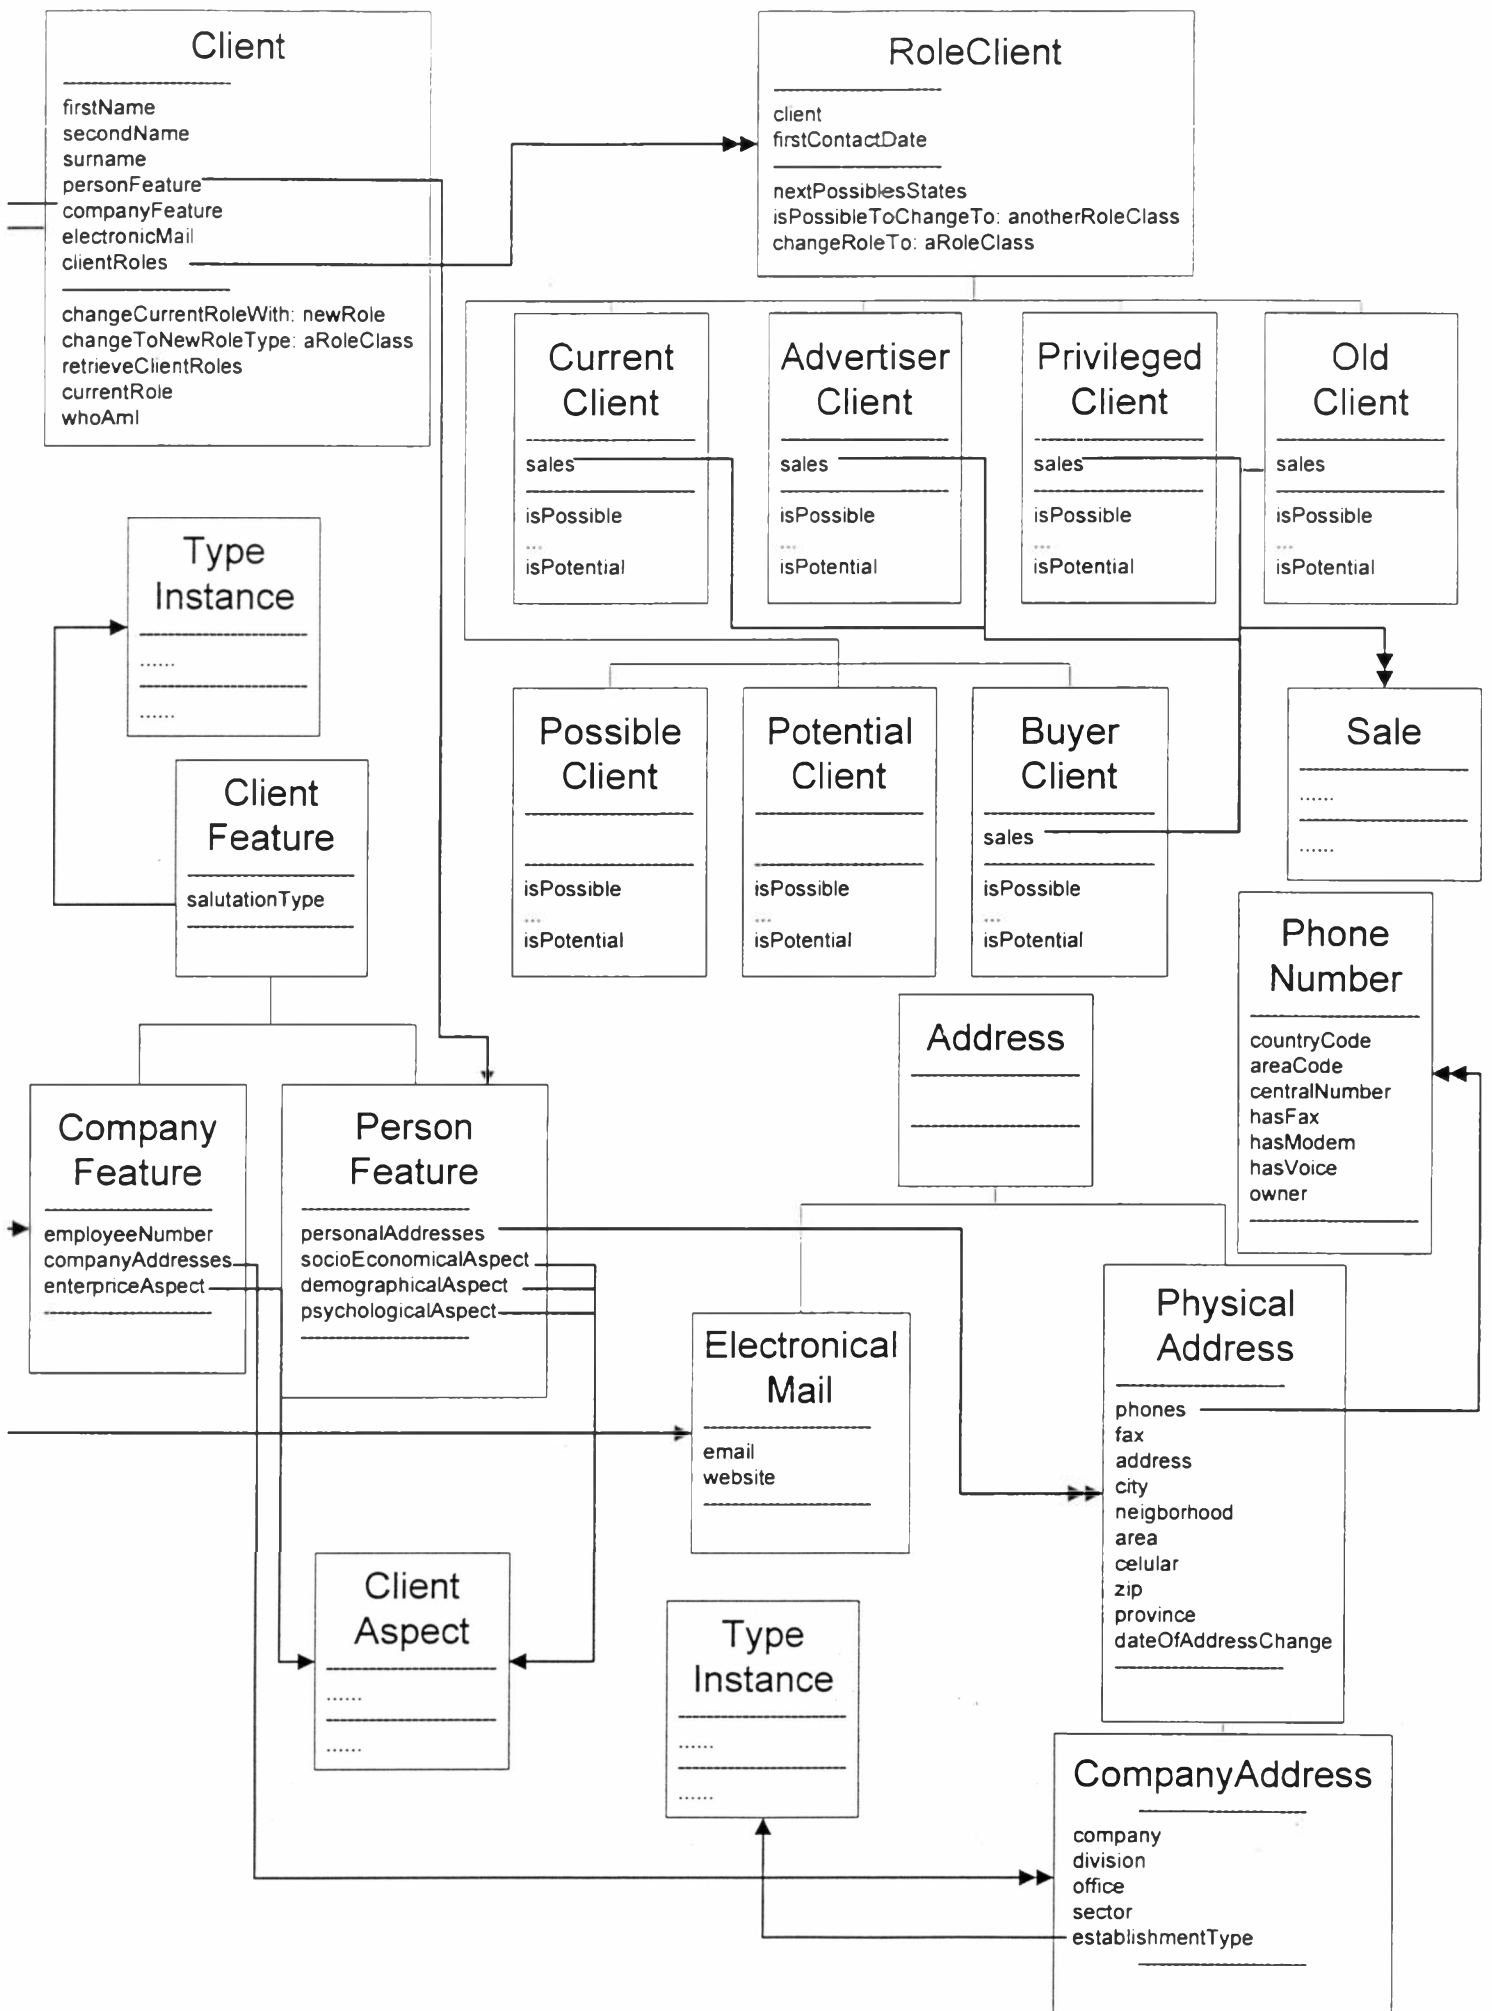 Client
firstName
secondName
surname
personFeature
companyFeature
electronicMail
clientRoles
changeCurrentRoleWith: newRole
changeToNewRoleType: aRoleClass
retrieveClientRoles
currentRole
whoAmI
RoleClient
client
firstContactDate
nextPossiblesStates
isPossibleToChangeTo: anotherRoleClass
changeRoleTo: aRoleClass
Current
Client
sales
isPossible
...
isPotential
Advertiser
Client
sales
isPossible
...
isPotential
Privileged
Client
sales
isPossible
...
isPotential
Old
Client
sales
isPossible
...
isPotential
Type
Instance
......
......
Client
Feature
salutationType
Possible
Client
isPossible
...
isPotential
Potential
Client
isPossible
...
isPotential
Buyer
Client
sales
isPossible
...
isPotential
Sale
......
......
Phone
Number
countryCode
areaCode
centralNumber
hasFax
hasModem
hasVoice
owner
Address
Company
Feature
employeeNumber
companyAddresses
enterpriceAspect
Person
Feature
personalAddresses
socioEconomicalAspect
demographicalAspect
psychologicalAspect
Electronical
Mail
email
website
Physical
Address
phones
fax
address
city
neigborhood
area
celular
zip
province
dateOfAddressChange
Client
Aspect
......
......
Type
Instance
......
......
CompanyAddress
company
division
office
sector
establishmentType